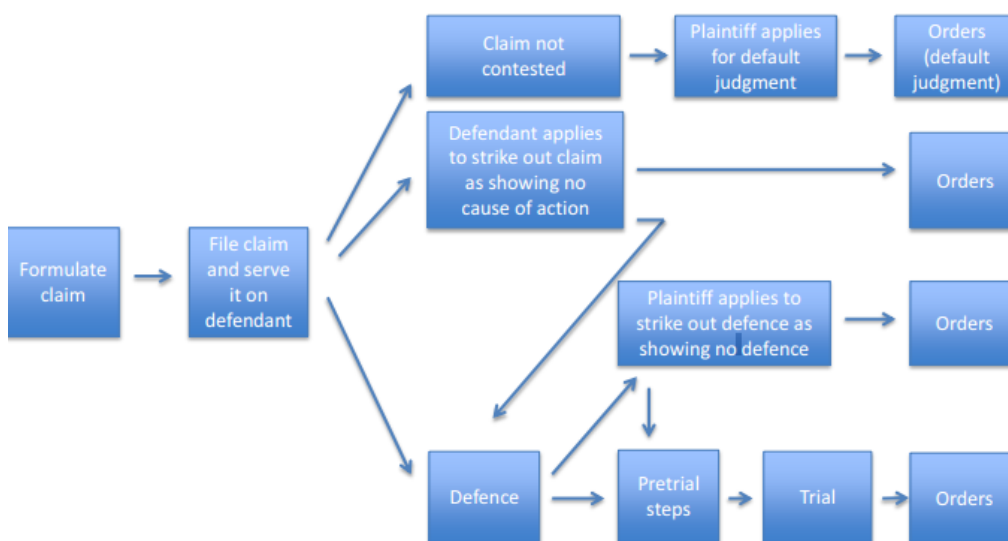 Claim not
contested
Plaintiff applies
for default
judgment
Orders
(default
judgment)
Defendant applies
to strike out claim
as showing no
cause of action
Orders
Formulate
claim
File claim
and serve
it on
defendant
Plaintiff applies to
strike out defence as
showing no defence
Orders
Defence
Pretrial
steps
Trial
Orders